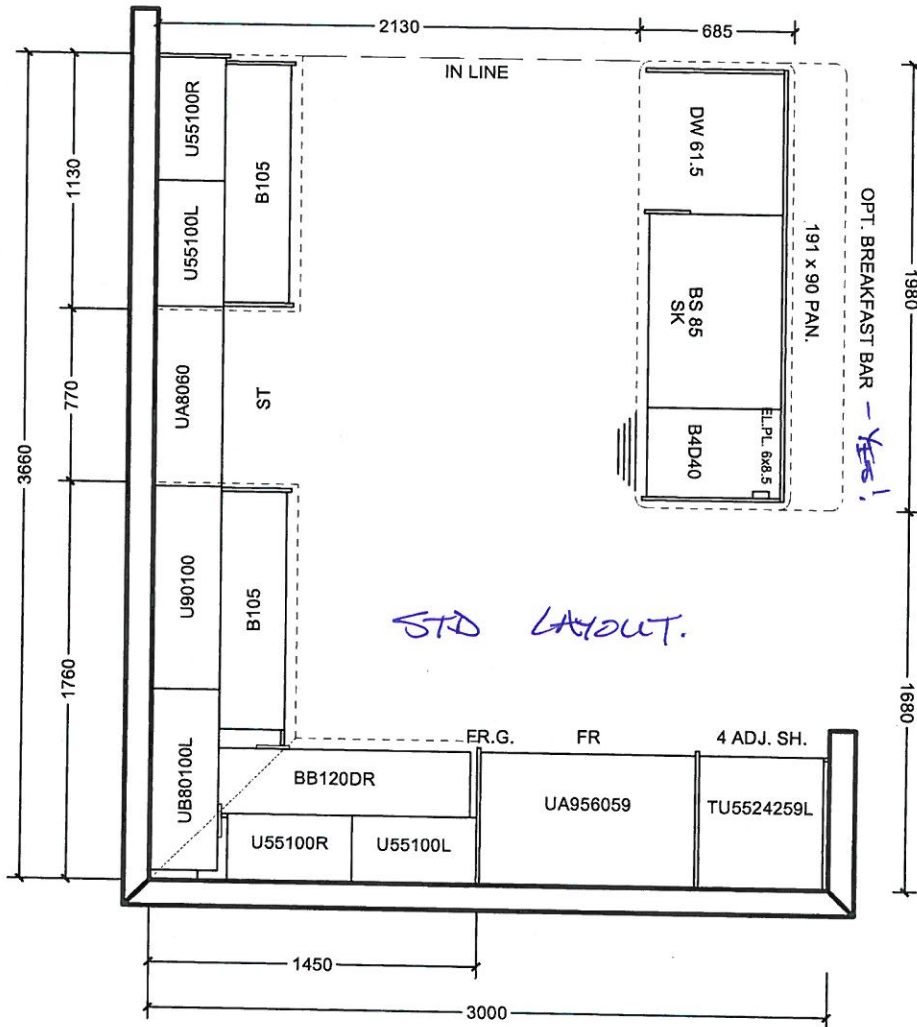 2130
685
IN LINE
U55100R
B105
DW 61.5
1130
U55100L
OPT. BREAKFAST BAR - YES!
191 x 90 PAN.
1980
BS 85
SK
770
UA8060
ST
3660
B4D40
EL.PL. 6x8.5
U90100
B105
STD LAYOUT.
1760
1680
UB80100L
FR.G.
FR
4 ADJ. SH.
BB120DR
UA956059
TU5524259L
U55100R
U55100L
1450
3000